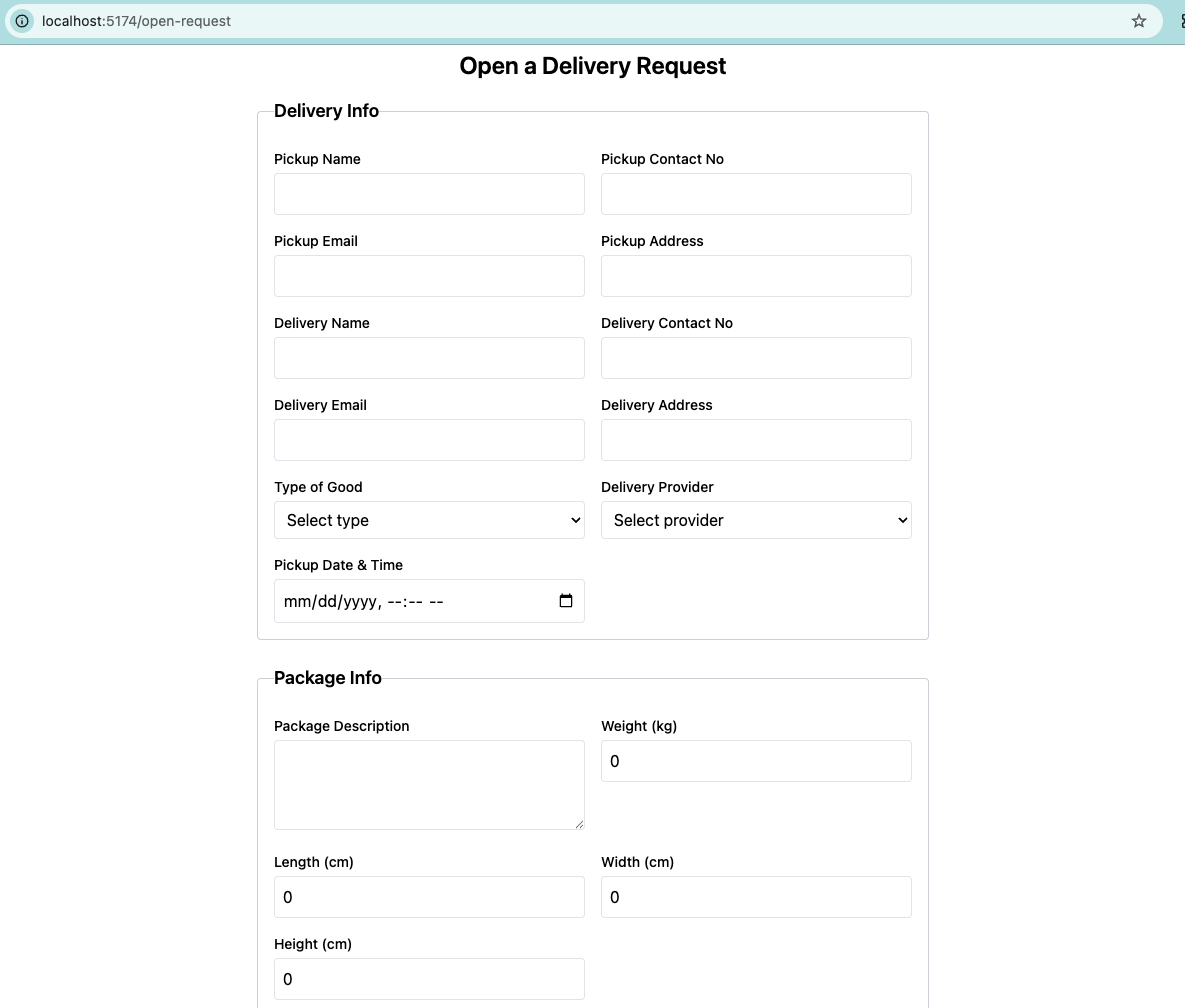 localhost:5174/open-request
Open a Delivery Request
Delivery Info
Pickup Name Pickup Contact No
Pickup Email Pickup Address
Delivery Name Delivery Contact No
Delivery Email Delivery Address
Type of Good Delivery Provider
Select type Select provider
Pickup Date & Time
mm/dd/yyyy, --:-- --
Package Info
Package Description Weight (kg)
0
Length (cm) Width (cm)
0 0
Height (cm)
0